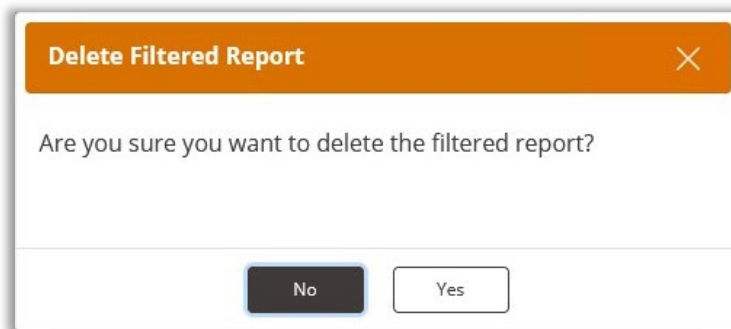 Delete Filtered Report
Are you sure you want to delete the filtered report?
No
Yes